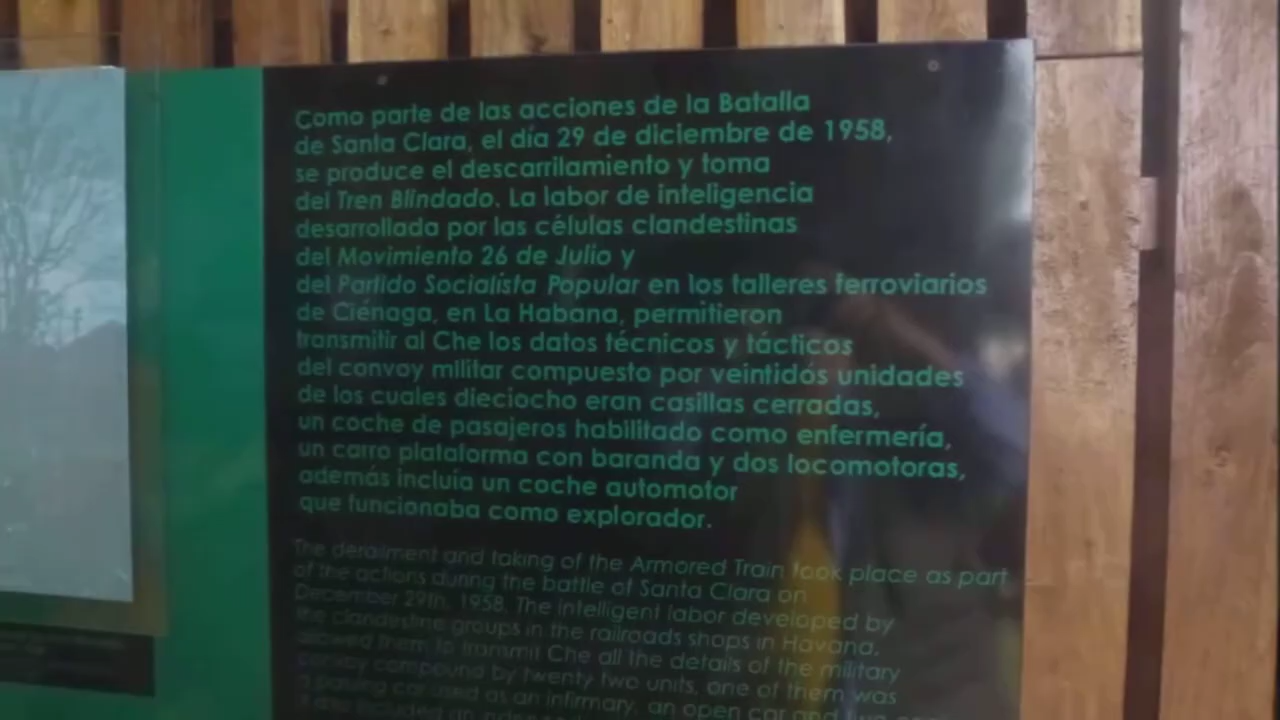 Como parte de las acciones de la Batalla
de Santa Clara, el día 29 de diciembre de 1958,
se produce el descarrilamiento y toma
del Tren Blindado. La labor de inteligencia
desarrollada por las células clandestinas
del Movimiento 26 de Julio y
del Partido Socialista Popular en los talleres ferroviarios
de Ciénaga, en La Habana, permitieron
transmitir al Che los datos técnicos y tácticos
del convoy militar compuesto por veintidós unidades
de los cuales dieciocho eran casillas cerradas,
un coche de pasajeros habilitado como enfermería,
un carro plataforma con baranda y dos locomotoras,
además incluía un coche automotor
que funcionaba como explorador.
The derailment and taking of the Armored Train took place as part
of the actions during the battle of Santa Clara on
December 29th, 1958. The intelligent labor developed by
the clandestine groups in the railroads shops in Havana,
allowed them to transmit Che all the details of the military
convoy compound by twenty two units, one of them was
a car used as an infirmary, an open car and